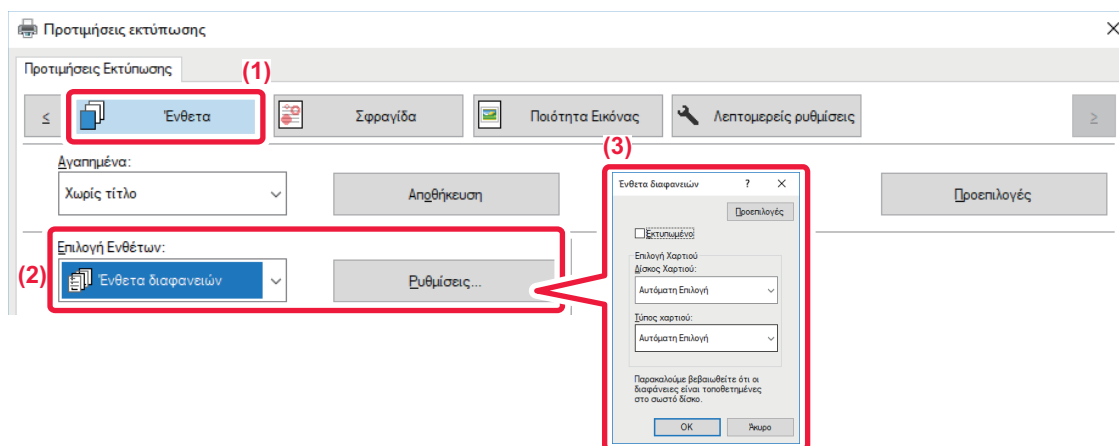 Προτιμήσεις εκτύπωσης
Προτιμήσεις Εκτύπωσης
(1)
< Ένθετα Σφραγίδα Ποιότητα Εικόνας Λεπτομερείς ρυθμίσεις >
(3)
Αγαπημένα:
Χωρίς τίτλο Αποθήκευση Προεπιλογές
Επιλογή Ενθέτων:
(2) Ένθετα διαφανειών Ρυθμίσεις...
Ένθετα διαφανειών ?
Προεπιλογές
Εκτυπωμένο
Επιλογή Χαρτιού
Δίσκος Χαρτιού:
Αυτόματη Επιλογή
Τύπος χαρτιού:
Αυτόματη Επιλογή
Παρακαλούμε βεβαιωθείτε ότι οι
διαφάνειες είναι τοποθετημένες
στο σωστό δίσκο.
OK Άκυρο